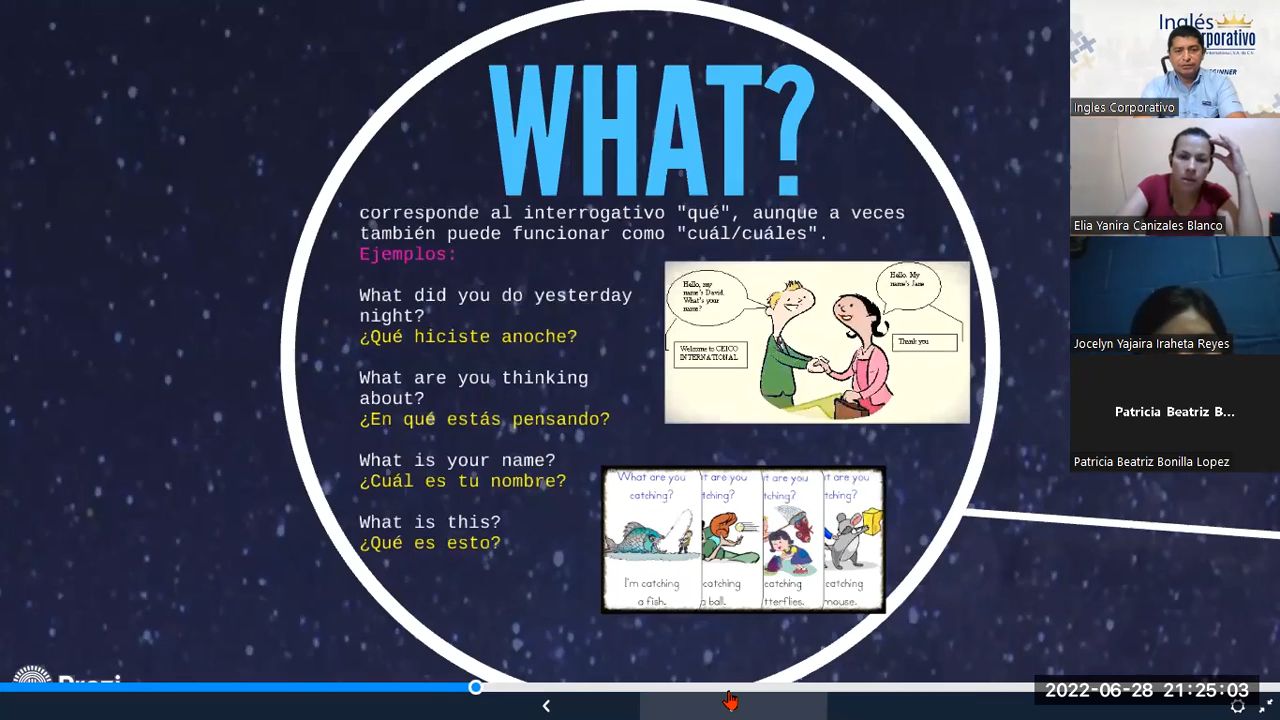 WHAT?
corresponde al interrogativo "qué", aunque a veces
también puede funcionar como "cuál/cuáles".
Ejemplos:
What did you do yesterday
night?
¿Qué hiciste anoche?
What are you thinking
about?
¿En qué estás pensando?
What is your name?
¿Cuál es tu nombre?
What is this?
¿Qué es esto?
Hello, my
name's David.
What's your
name?
Hello. My
name's Jane
Welcome to CEICO
INTERNATIONAL
Thank you
What are you
catching?
I'm catching
a fish.
catching
a ball.
catching
catching
mouse.
Prezi
Inglés
INNER
Ingles Corporativo
Elia Yanira Canizales Blanco
Jocelyn Yajaira Iraheta Reyes
Patricia Beatriz B...
Patricia Beatriz Bonilla Lopez
2022-06-28 21:25:03